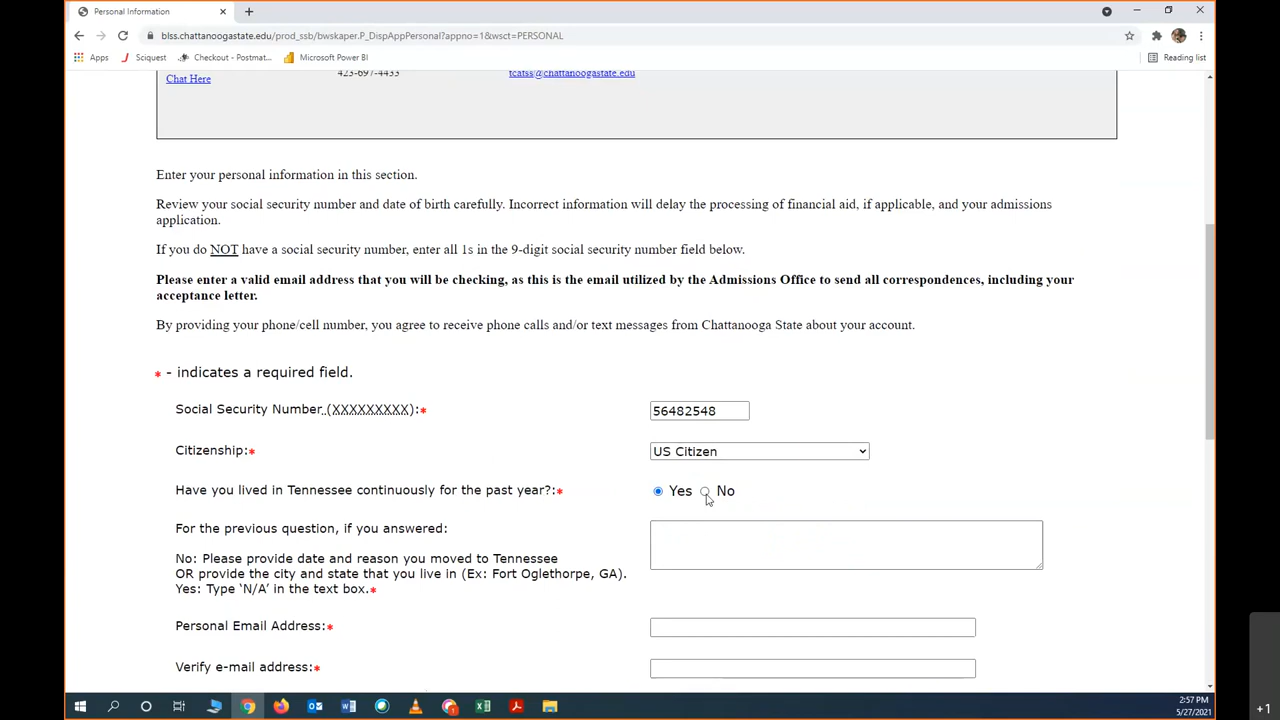 Personal Information
blss.chattanoogastate.edu/prod_ssb/bwskaper.P_DispAppPersonal?appno=1&wsct=PERSONAL
Apps Sciquest Checkout - Postmat... Microsoft Power BI Reading list
Chat Here 423-697-4433 tcatss@chattanoogastate.edu
Enter your personal information in this section.
Review your social security number and date of birth carefully. Incorrect information will delay the processing of financial aid, if applicable, and your admissions
application.
If you do NOT have a social security number, enter all 1s in the 9-digit social security number field below.
Please enter a valid email address that you will be checking, as this is the email utilized by the Admissions Office to send all correspondences, including your
acceptance letter.
By providing your phone/cell number, you agree to receive phone calls and/or text messages from Chattanooga State about your account.
* - indicates a required field.
Social Security Number (XXXXXXXXX):* 56482548
Citizenship:* US Citizen
Have you lived in Tennessee continuously for the past year?:* Yes No
For the previous question, if you answered:
No: Please provide date and reason you moved to Tennessee
OR provide the city and state that you live in (Ex: Fort Oglethorpe, GA).
Yes: Type ‘N/A’ in the text box.*
Personal Email Address:*
Verify e-mail address:*
2:57 PM
5/27/2021
+1